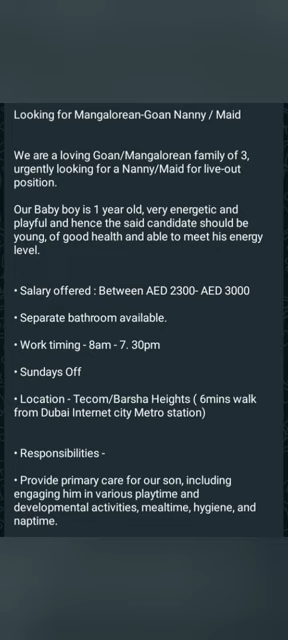 Looking for Mangalorean-Goan Nanny / Maid
We are a loving Goan/Mangalorean family of 3,
urgently looking for a Nanny/Maid for live-out
position.
Our Baby boy is 1 year old, very energetic and
playful and hence the said candidate should be
young, of good health and able to meet his energy
level.
• Salary offered : Between AED 2300- AED 3000
• Separate bathroom available.
• Work timing - 8am - 7. 30pm
• Sundays Off
• Location - Tecom/Barsha Heights ( 6mins walk
from Dubai Internet city Metro station)
• Responsibilities -
• Provide primary care for our son, including
engaging him in various playtime and
developmental activities, mealtime, hygiene, and
naptime.